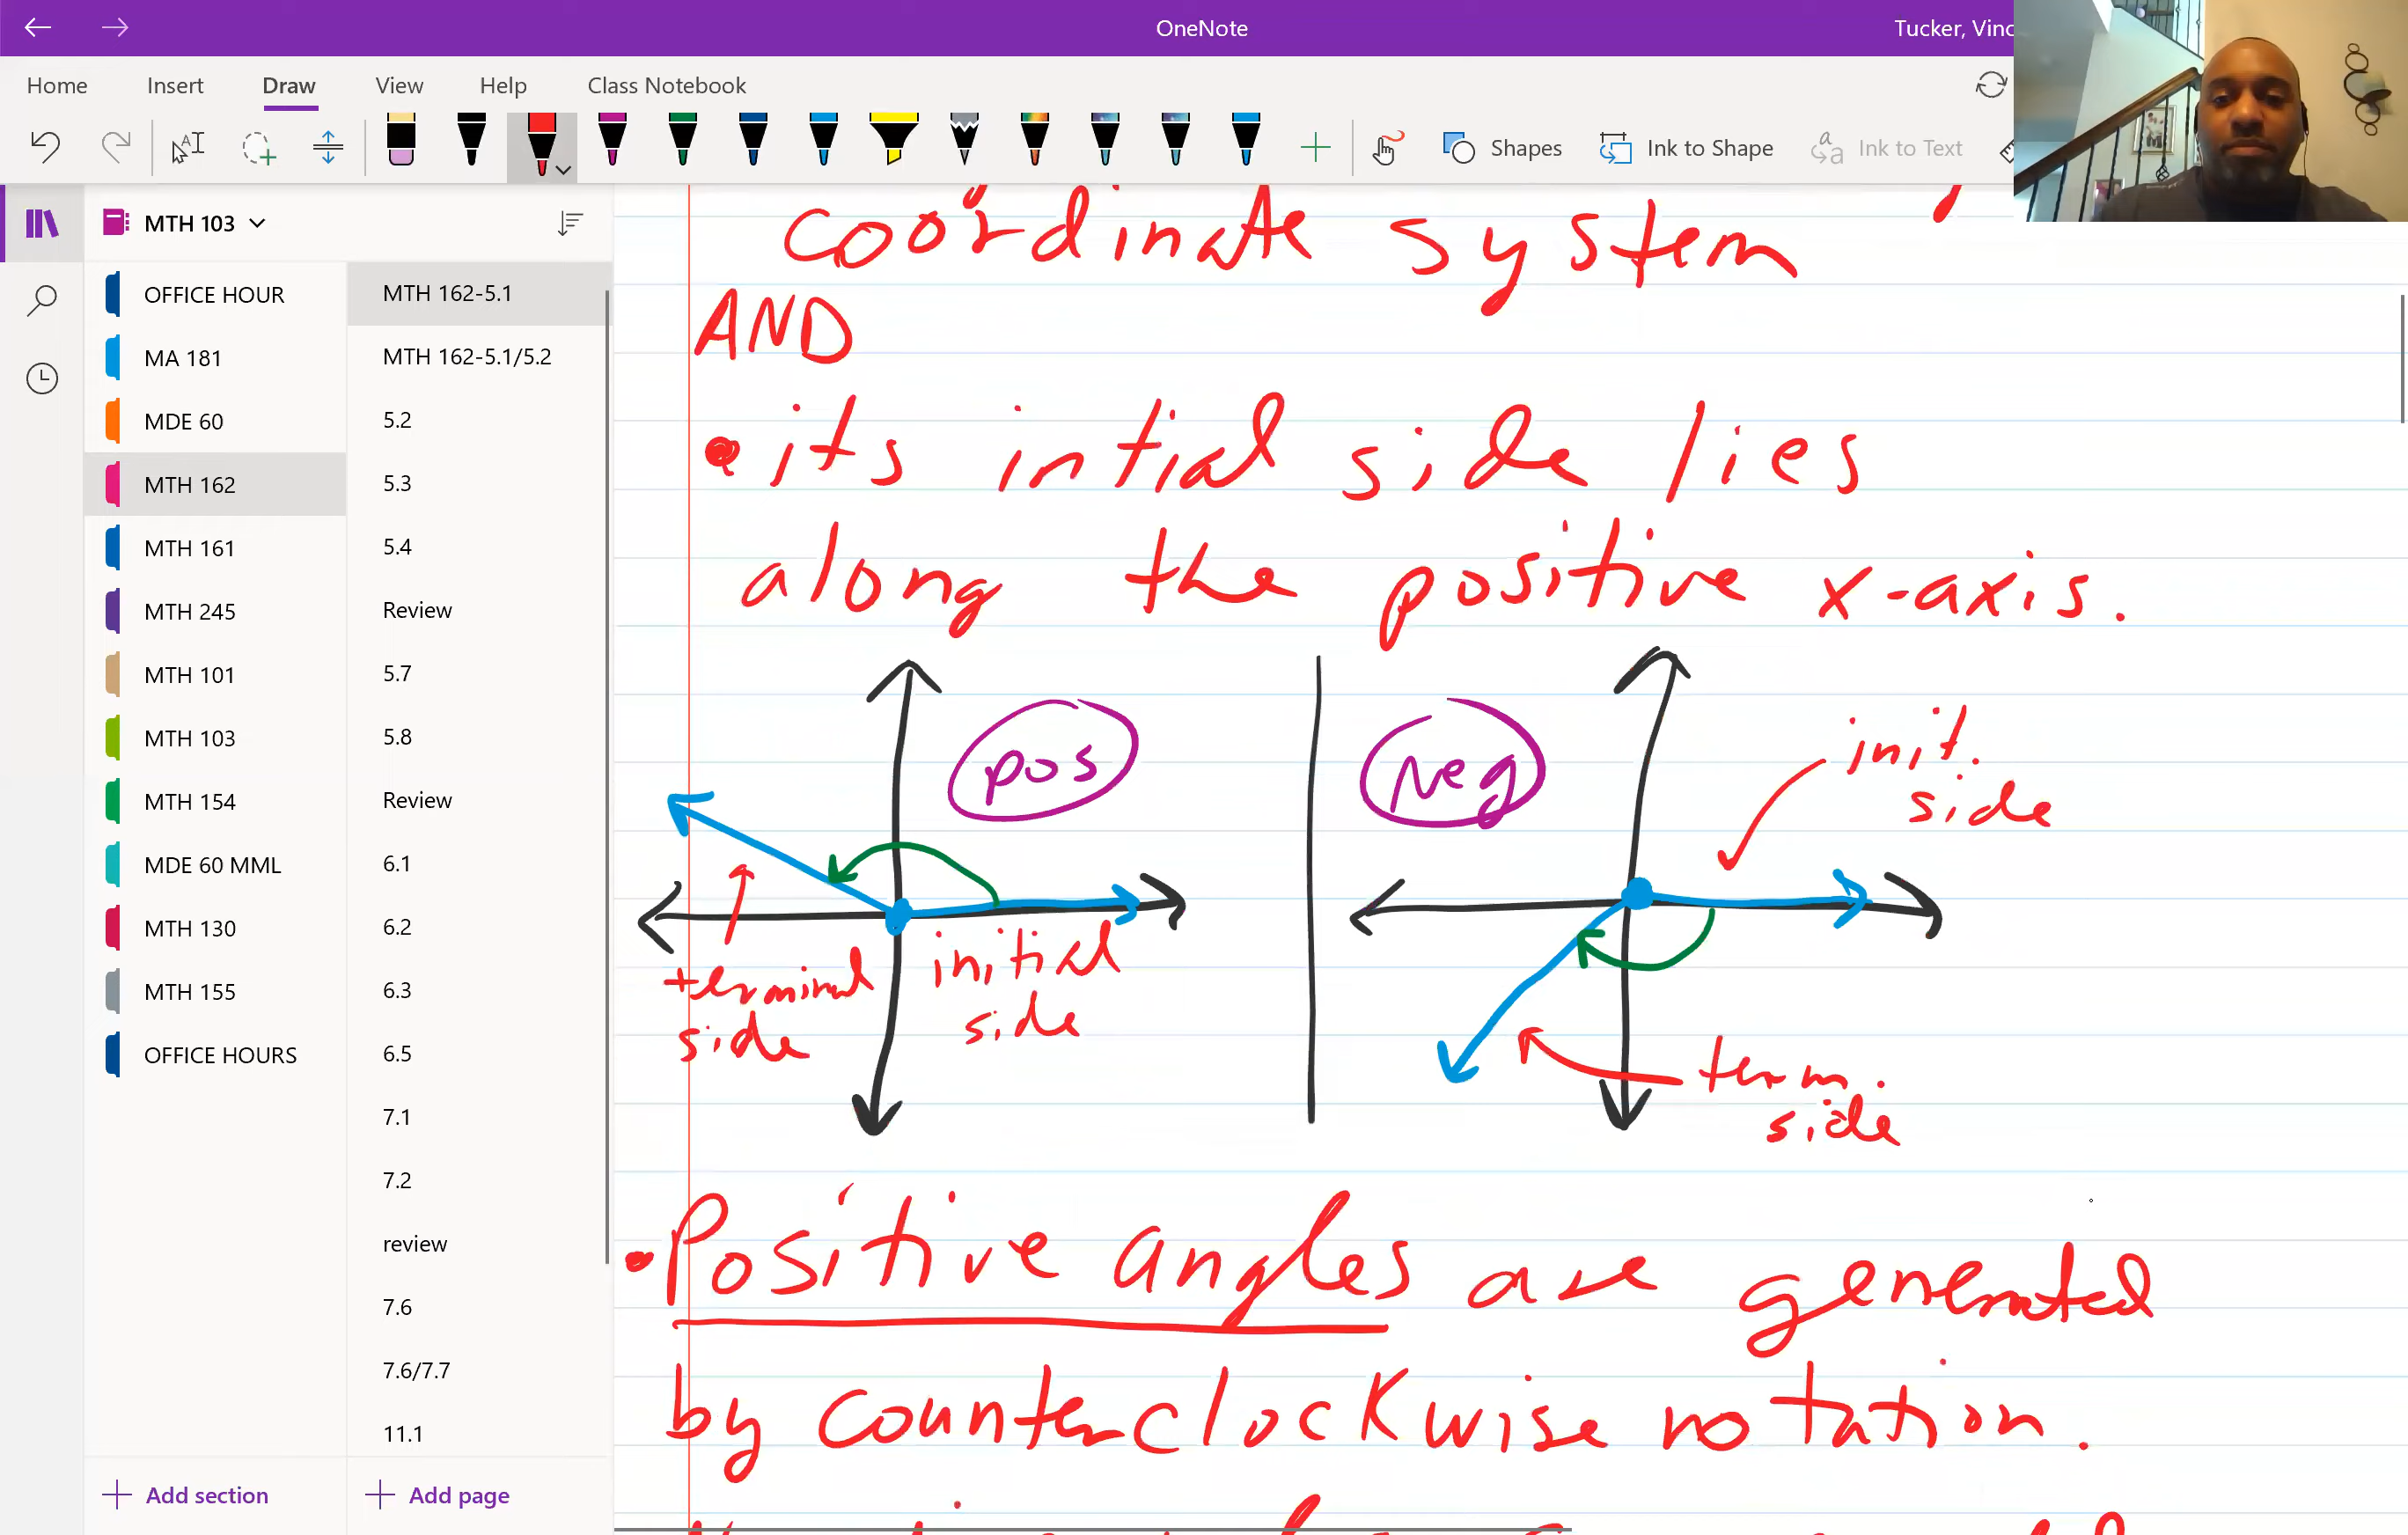 OneNote
Tucker, Vinc
Home Insert Draw View Help Class Notebook
Shapes Ink to Shape Ink to Text
MTH 103
OFFICE HOUR
MA 181
MDE 60
MTH 162
MTH 161
MTH 245
MTH 101
MTH 103
MTH 154
MDE 60 MML
MTH 130
MTH 155
OFFICE HOURS
Add section
MTH 162-5.1
MTH 162-5.1/5.2
5.2
5.3
5.4
Review
5.7
5.8
Review
6.1
6.2
6.3
6.5
7.1
7.2
review
7.6
7.6/7.7
11.1
Add page
coordinate system
AND
•its intial side lies
along the positive x-axis.
pos
terminal side
initial side
Neg
init. side
term. side
•Positive angles are generated
by counterclockwise rotation.